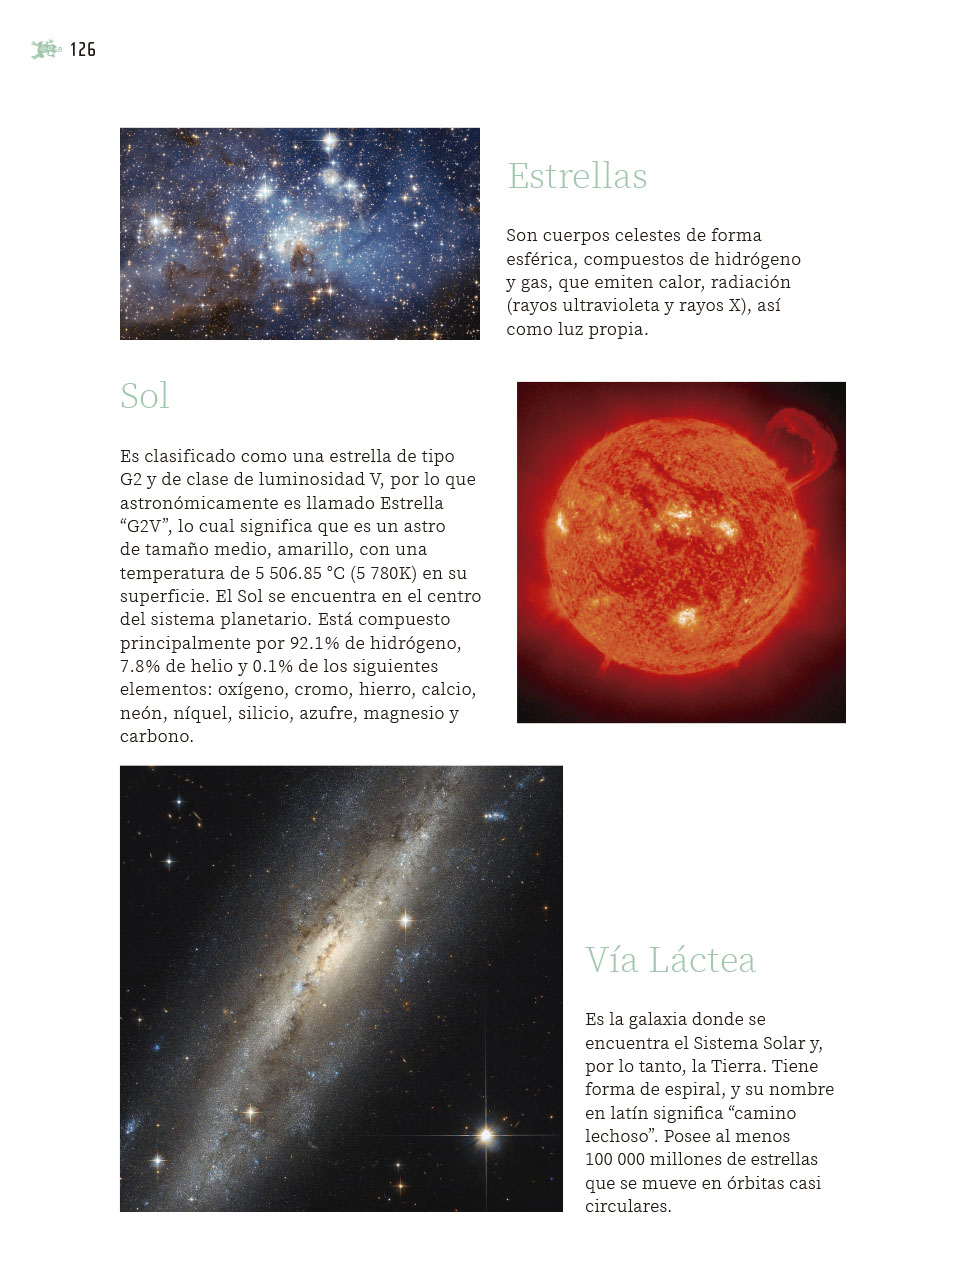 126
Estrellas
Son cuerpos celestes de forma
esférica, compuestos de hidrógeno
y gas, que emiten calor, radiación
(rayos ultravioleta y rayos X), así
como luz propia.
Sol
Es clasificado como una estrella de tipo
G2 y de clase de luminosidad V, por lo que
astronómicamente es llamado Estrella
“G2V”, lo cual significa que es un astro
de tamaño medio, amarillo, con una
temperatura de 5 506.85 °C (5 780K) en su
superficie. El Sol se encuentra en el centro
del sistema planetario. Está compuesto
principalmente por 92.1% de hidrógeno,
7.8% de helio y 0.1% de los siguientes
elementos: oxígeno, cromo, hierro, calcio,
neón, níquel, silicio, azufre, magnesio y
carbono.
Vía Láctea
Es la galaxia donde se
encuentra el Sistema Solar y,
por lo tanto, la Tierra. Tiene
forma de espiral, y su nombre
en latín significa “camino
lechoso”. Posee al menos
100 000 millones de estrellas
que se mueve en órbitas casi
circulares.